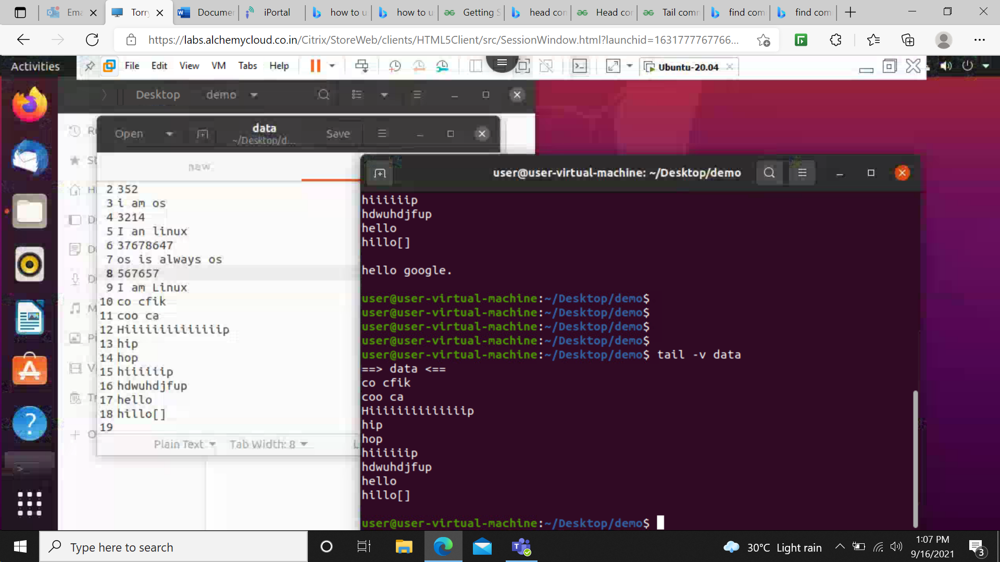 Ema
Torry
Documen
iPortal
how to u
how to u
Getting S
head con
Head cor
Tail comr
find com
find com
https://labs.alchemycloud.co.in/Citrix/StoreWeb/clients/HTML5Client/src/SessionWindow.html?launchid=1631777767766...
Activities
File Edit View VM Tabs Help
Ubuntu-20.04
Desktop demo
Open
data
~/Desktop/d...
Save
new
2 352
3 i am os
4 3214
5 I an linux
6 37678647
7 os is always os
8 567657
9 I am Linux
10 co cfik
11 coo ca
12 Hiiiiiiiiiiiiiip
13 hip
14 hop
15 hiiiiiip
16 hdwuhdjfup
17 hello
18 hillo[]
19
Plain Text Tab Width: 8
user@user-virtual-machine: ~/Desktop/demo
hiiiiiip
hdwuhdjfup
hello
hillo[]
hello google.
user@user-virtual-machine:~/Desktop/demo$
user@user-virtual-machine:~/Desktop/demo$
user@user-virtual-machine:~/Desktop/demo$
user@user-virtual-machine:~/Desktop/demo$
user@user-virtual-machine:~/Desktop/demo$ tail -v data
==> data <==
co cfik
coo ca
Hiiiiiiiiiiiiiip
hip
hop
hiiiiiip
hdwuhdjfup
hello
hillo[]
user@user-virtual-machine:~/Desktop/demo$
Type here to search
30°C Light rain
1:07 PM
9/16/2021
3